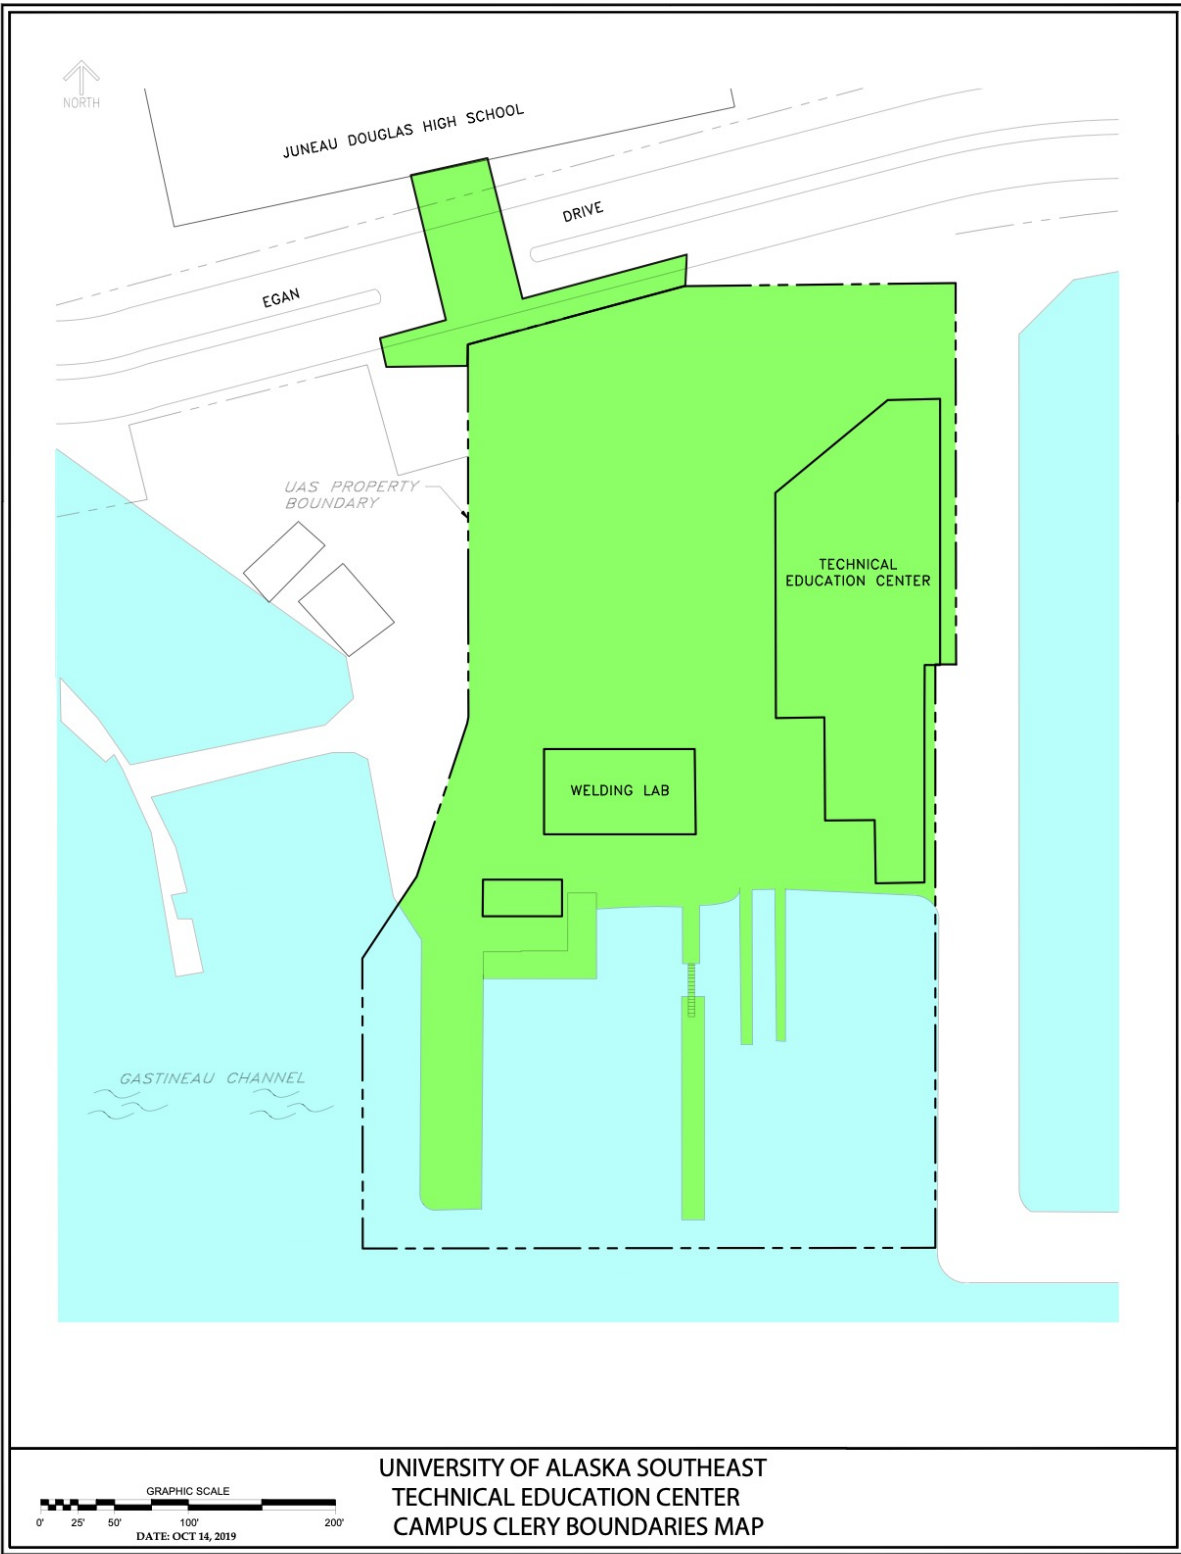 NORTH
JUNEAU DOUGLAS HIGH SCHOOL
DRIVE
EGAN
UAS PROPERTY
BOUNDARY
TECHNICAL
EDUCATION CENTER
WELDING LAB
GASTINEAU CHANNEL
UNIVERSITY OF ALASKA SOUTHEAST
TECHNICAL EDUCATION CENTER
CAMPUS CLERY BOUNDARIES MAP
GRAPHIC SCALE
0' 25' 50' 100' 200'
DATE: OCT 14, 2019